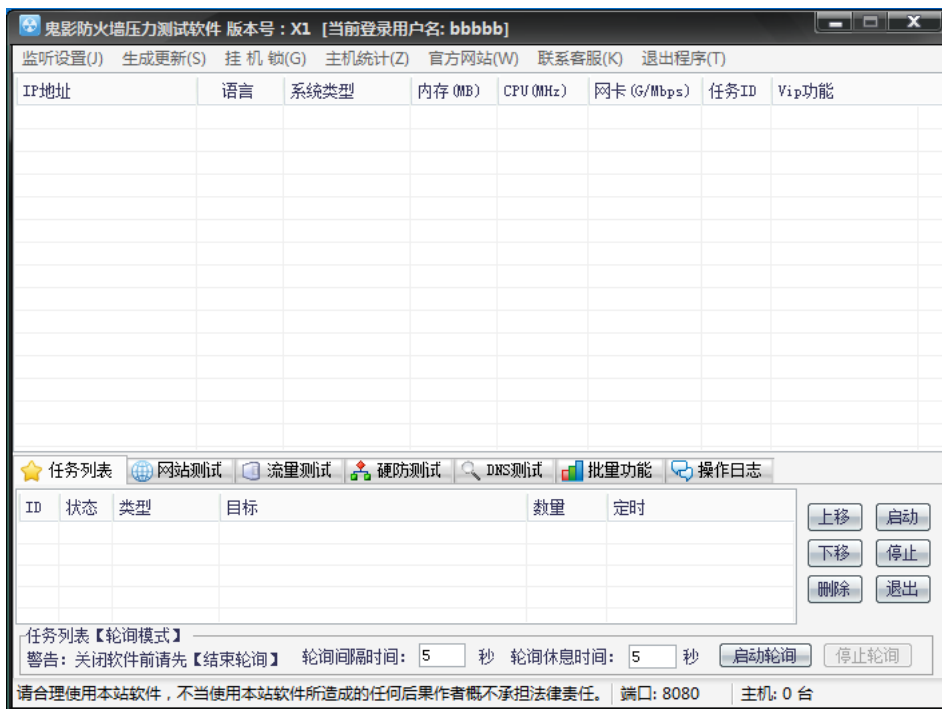 鬼影防火墙压力测试软件 版本号：X1 [当前登录用户名: bbbbb]
监听设置(J) 生成更新(S) 挂 机 锁(G) 主机统计(Z) 官方网站(W) 联系客服(K) 退出程序(T)
IP地址 语言 系统类型 内存(MB) CPU(MHz) 网卡(G/Mbps) 任务ID Vip功能
任务列表 网站测试 流量测试 硬防测试 DNS测试 批量功能 操作日志
ID 状态 类型 目标 数量 定时
上移 启动
下移 停止
删除 退出
任务列表【轮询模式】
警告：关闭软件前请先【结束轮询】 轮询间隔时间： 5 秒 轮询休息时间： 5 秒 启动轮询 停止轮询
请合理使用本站软件，不当使用本站软件所造成的任何后果作者概不承担法律责任。 端口: 8080 主机: 0 台